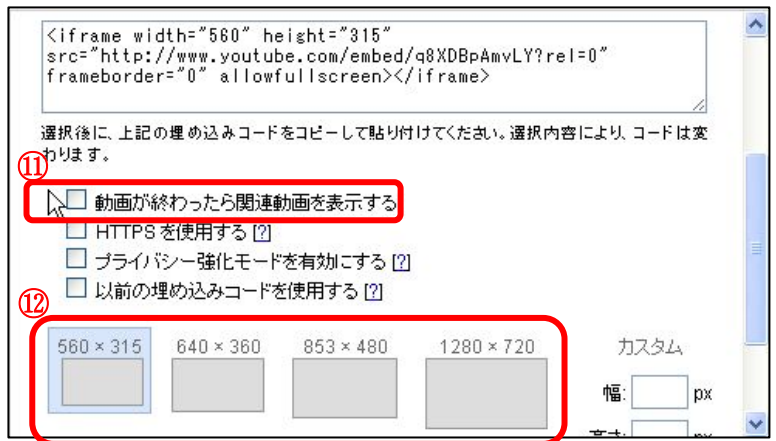 <iframe width="560" height="315"
src="http://www.youtube.com/embed/q8XDBpAmvLY?rel=0"
frameborder="0" allowfullscreen></iframe>
選択後に、上記の埋め込みコードをコピーして貼り付けてください。選択内容により、コードは変
わります。
⑪
動画が終わったら関連動画を表示する
HTTPS を使用する [?]
プライバシー強化モードを有効にする [?]
以前の埋め込みコードを使用する [?]
⑫
560 × 315 640 × 360 853 × 480 1280 × 720 カスタム
幅: px